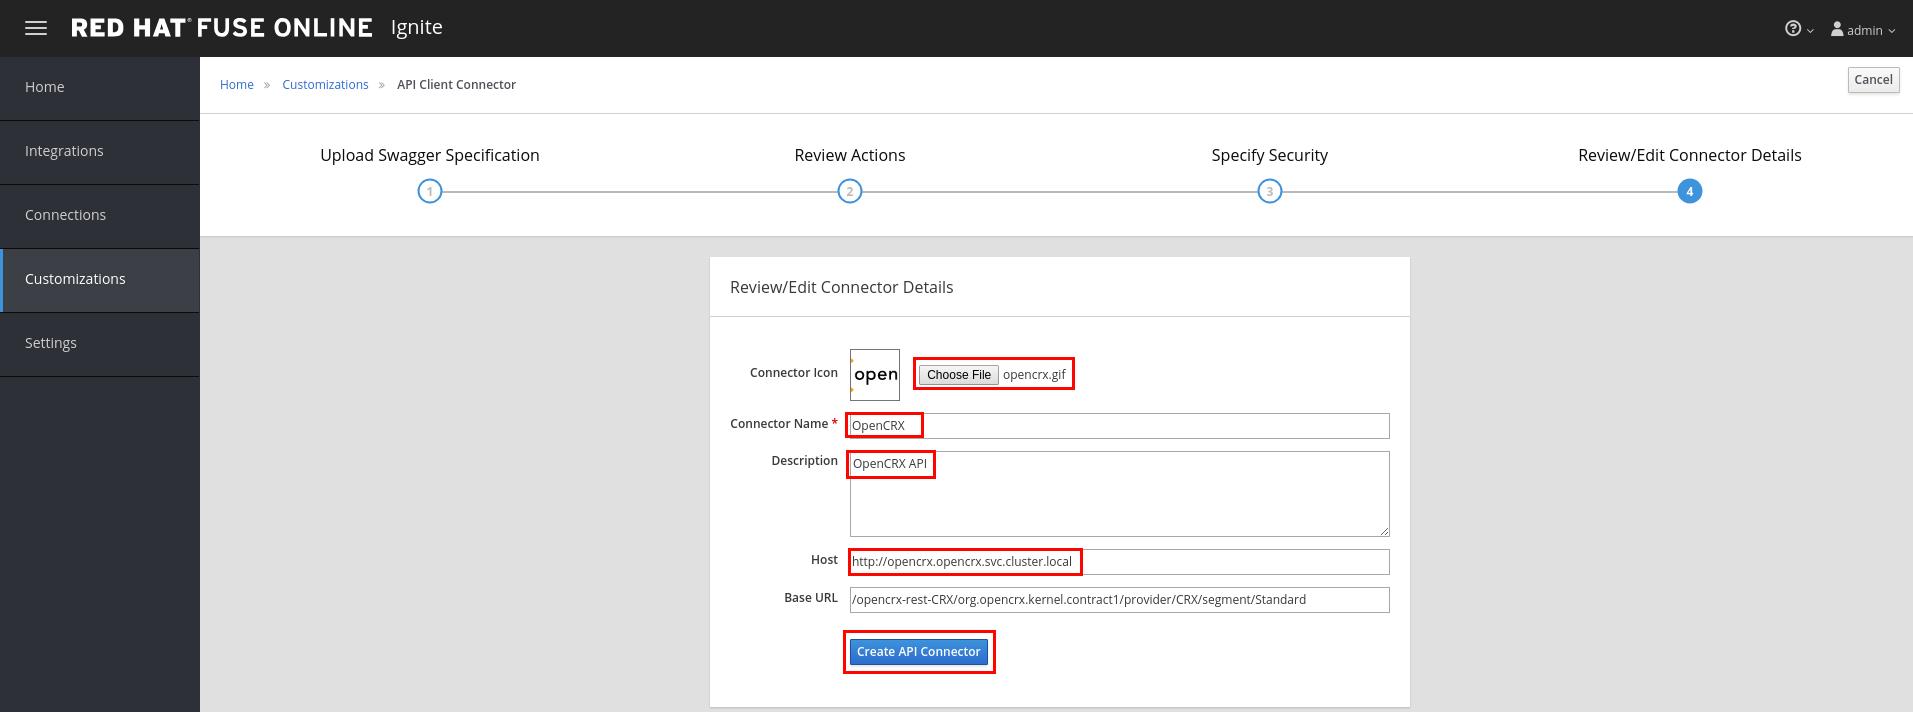 RED HAT® FUSE ONLINE Ignite
admin
Home
Integrations
Connections
Customizations
Settings
Home » Customizations » API Client Connector
Cancel
Upload Swagger Specification
Review Actions
Specify Security
Review/Edit Connector Details
1
2
3
4
Review/Edit Connector Details
Connector Icon
open
Choose File opencrx.gif
Connector Name * OpenCRX
Description OpenCRX API
Host http://opencrx.opencrx.svc.cluster.local
Base URL /opencrx-rest-CRX/org.opencrx.kernel.contract1/provider/CRX/segment/Standard
Create API Connector